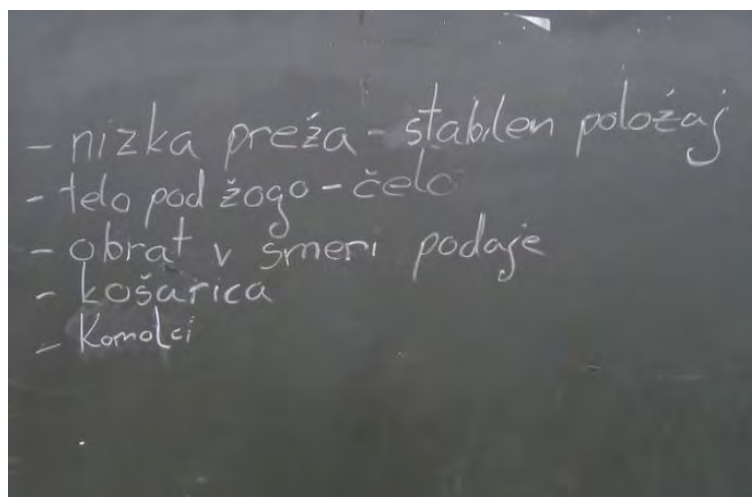 - nizka preža - stabilen položaj
- telo pod žogo - čelo
- obrat v smeri podaje
- košarica
- Komolci